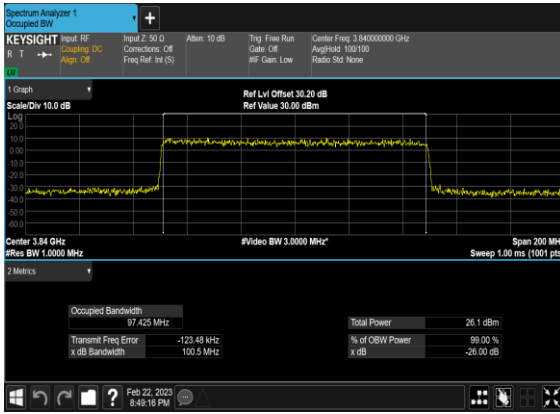 Spectrum Analyzer 1
Occupied BW
+
KEYSIGHT Input: RF Input Z: 50 Ω Atten: 10 dB Trig: Free Run Center Freq: 3.840000000 GHz
R T Coupling: DC Corrections: Off Gate: Off Avg|Hold: 100/100
Align: Off Freq Ref: Int (S) #IF Gain: Low Radio Std: None
LVI
1 Graph
Ref Lvl Offset 30.20 dB
Scale/Div 10.0 dB Ref Value 30.00 dBm
Log
20.0
10.0
0.00
-10.0
-20.0
-30.0
-40.0
-50.0
-60.0
Center 3.84 GHz #Video BW 3.0000 MHz* Span 200 MH
#Res BW 1.0000 MHz Sweep 1.00 ms (1001 pts
2 Metrics
Occupied Bandwidth
97.425 MHz Total Power 26.1 dBm
Transmit Freq Error -123.48 kHz % of OBW Power 99.00 %
x dB Bandwidth 100.5 MHz x dB -26.00 dB
?
Feb 22, 2023
8:49:16 PM